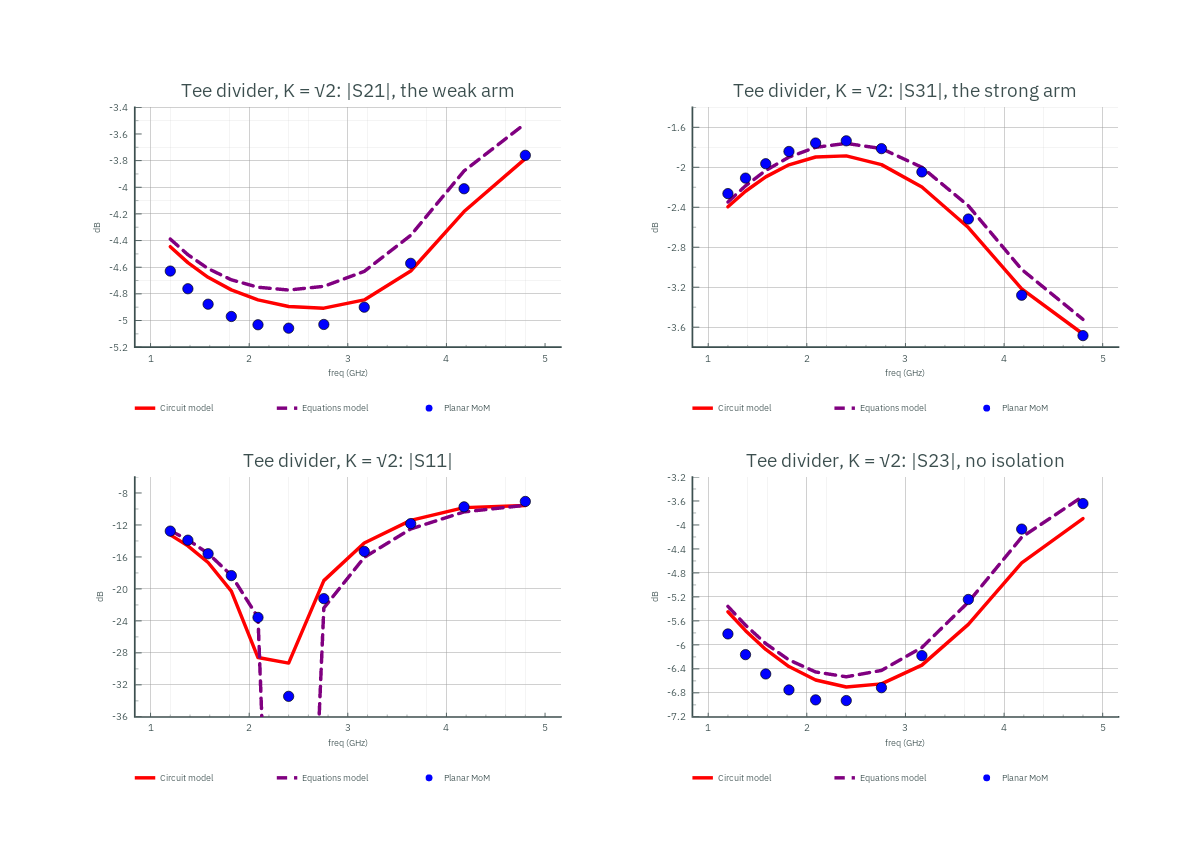 Tee divider, K = √2: |S21|, the weak arm
-3.4
-3.6
-3.8
-4
-4.2
-4.4
-4.6
-4.8
-5
-5.2
dB
1
2
3
4
5
freq (GHz)
Circuit model
Equations model
Planar MoM
Tee divider, K = √2: |S31|, the strong arm
-1.6
-2
-2.4
-2.8
-3.2
-3.6
dB
1
2
3
4
5
freq (GHz)
Circuit model
Equations model
Planar MoM
Tee divider, K = √2: |S11|
-8
-12
-16
-20
-24
-28
-32
-36
dB
1
2
3
4
5
freq (GHz)
Circuit model
Equations model
Planar MoM
Tee divider, K = √2: |S23|, no isolation
-3.2
-3.6
-4
-4.4
-4.8
-5.2
-5.6
-6
-6.4
-6.8
-7.2
dB
1
2
3
4
5
freq (GHz)
Circuit model
Equations model
Planar MoM